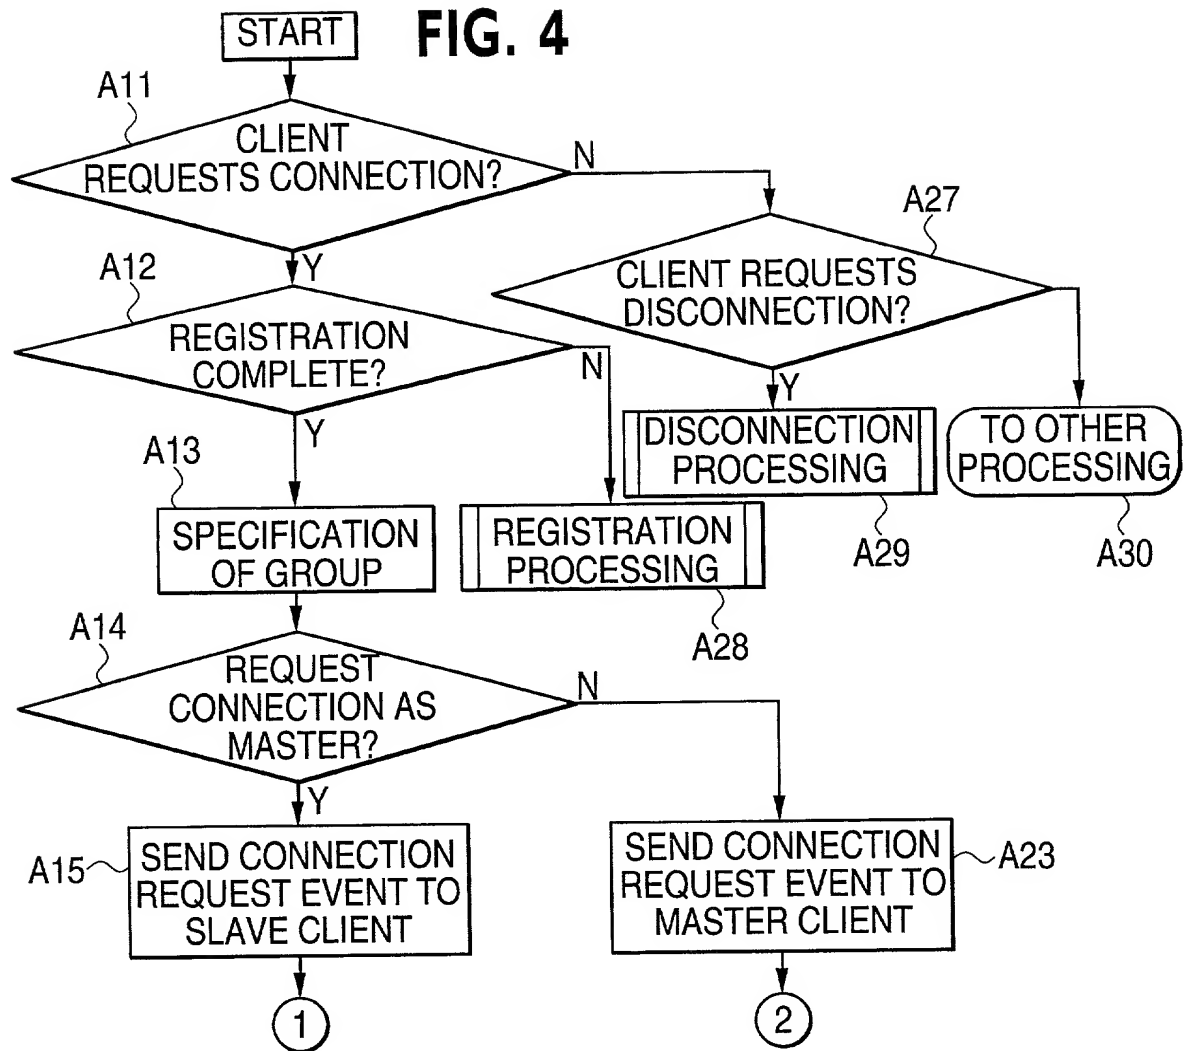 START
FIG. 4
A11
CLIENT
REQUESTS CONNECTION?
N
Y
A27
CLIENT REQUESTS
DISCONNECTION?
Y
A12
REGISTRATION
COMPLETE?
N
Y
DISCONNECTION
PROCESSING
A29
TO OTHER
PROCESSING
A30
A13
SPECIFICATION
OF GROUP
REGISTRATION
PROCESSING
A28
A14
REQUEST
CONNECTION AS
MASTER?
N
Y
A15
SEND CONNECTION
REQUEST EVENT TO
SLAVE CLIENT
SEND CONNECTION
REQUEST EVENT TO
MASTER CLIENT
A23
1
2